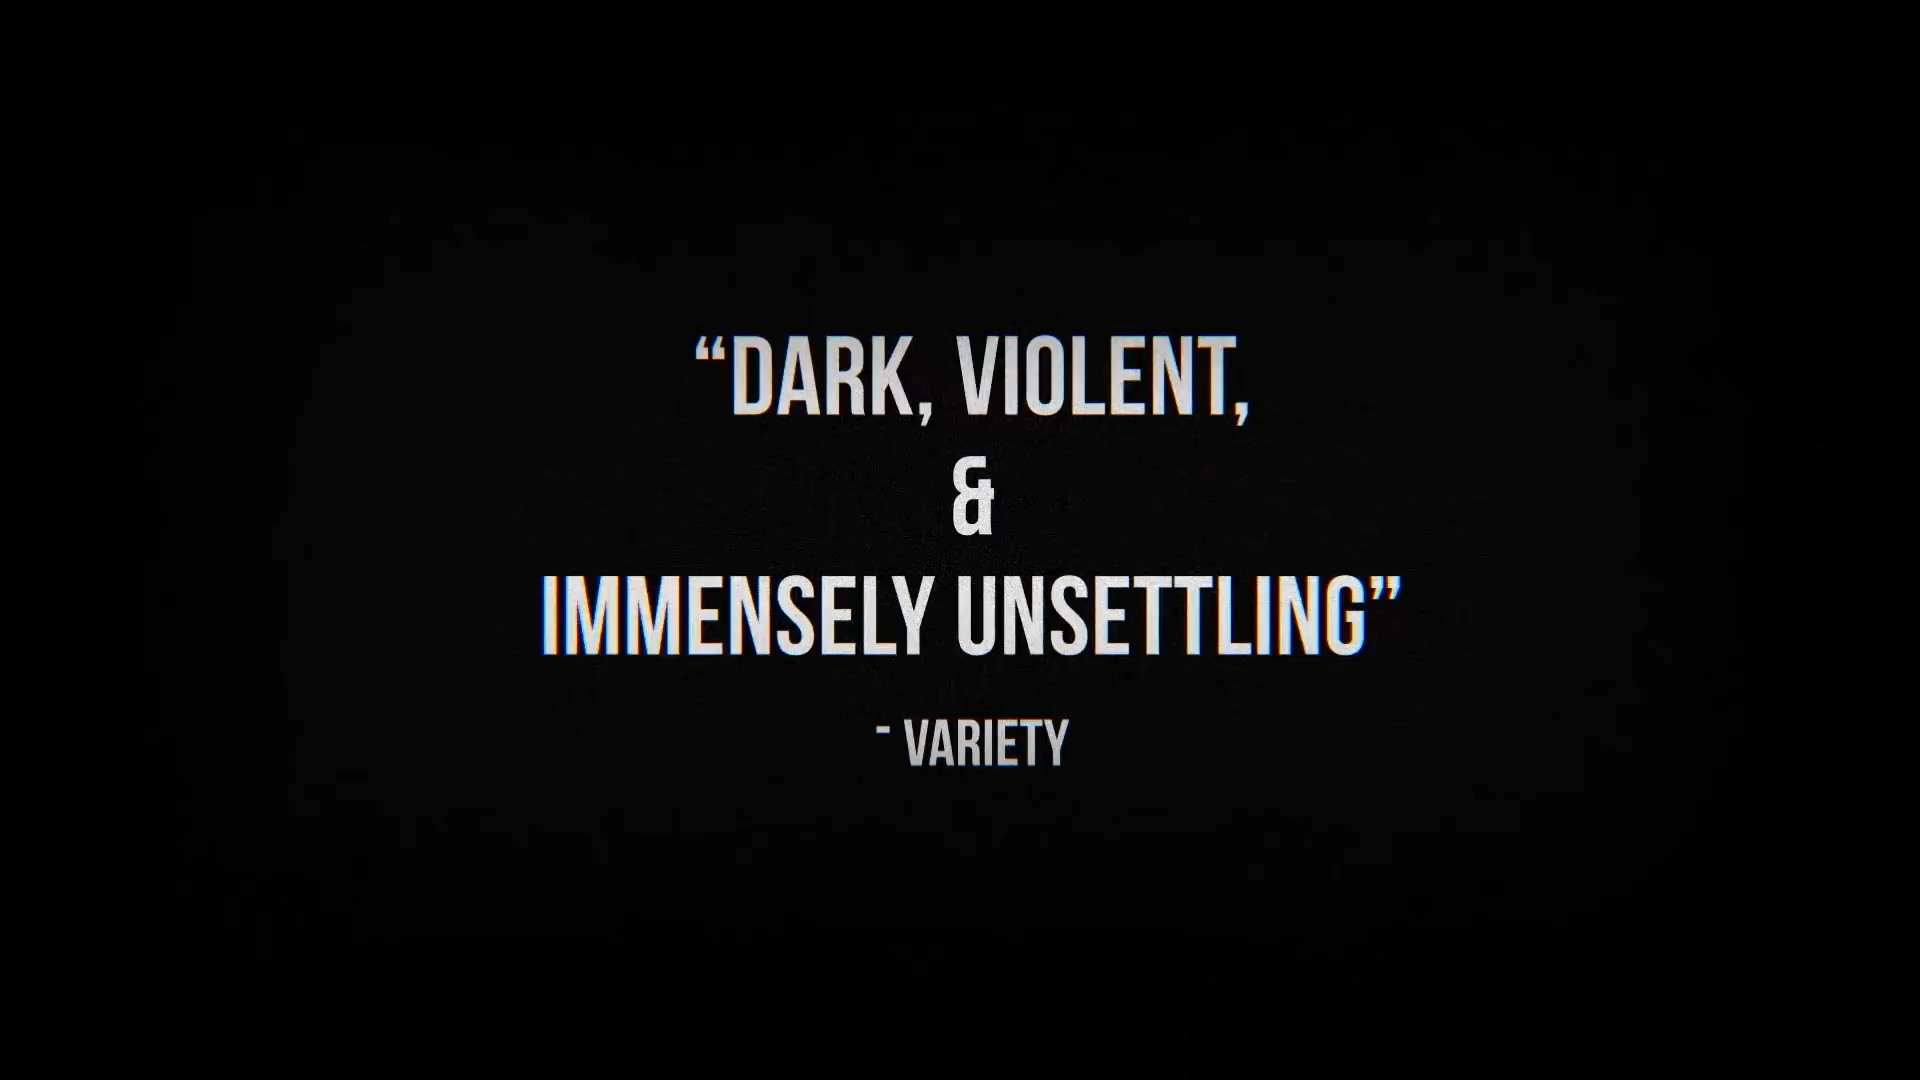 “DARK, VIOLENT,
&
IMMENSELY UNSETTLING”
- VARIETY